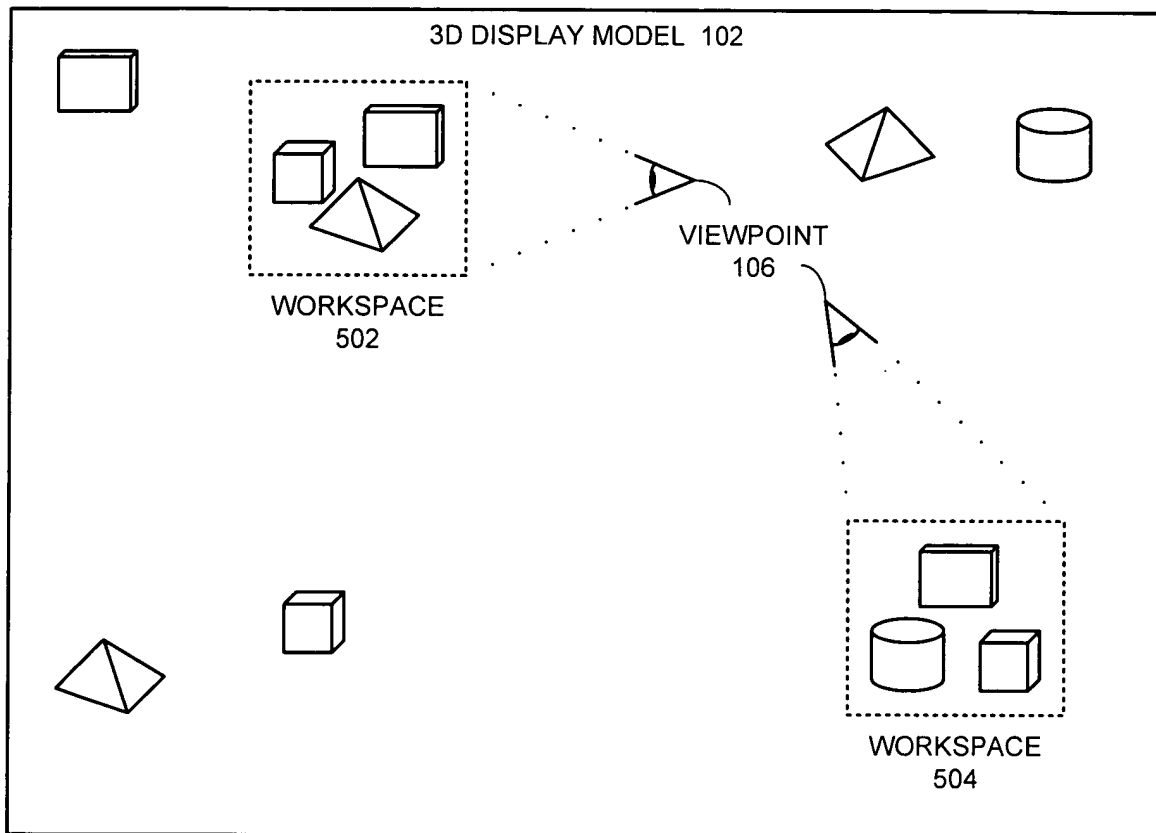 3D DISPLAY MODEL 102
VIEWPOINT
106
WORKSPACE
502
WORKSPACE
504